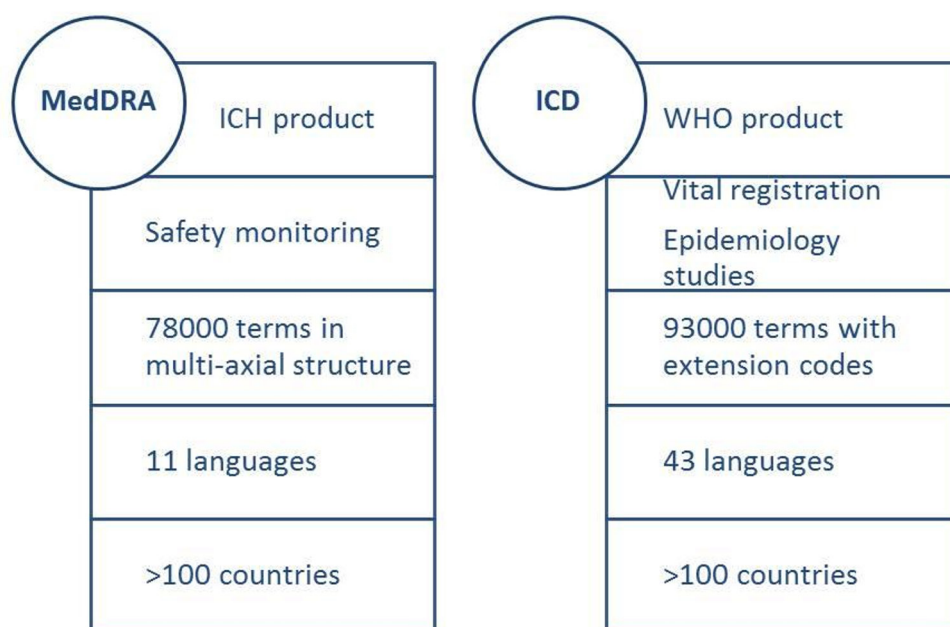 MedDRA
ICH product
Safety monitoring
78000 terms in
multi-axial structure
11 languages
>100 countries
ICD
WHO product
Vital registration
Epidemiology
studies
93000 terms with
extension codes
43 languages
>100 countries